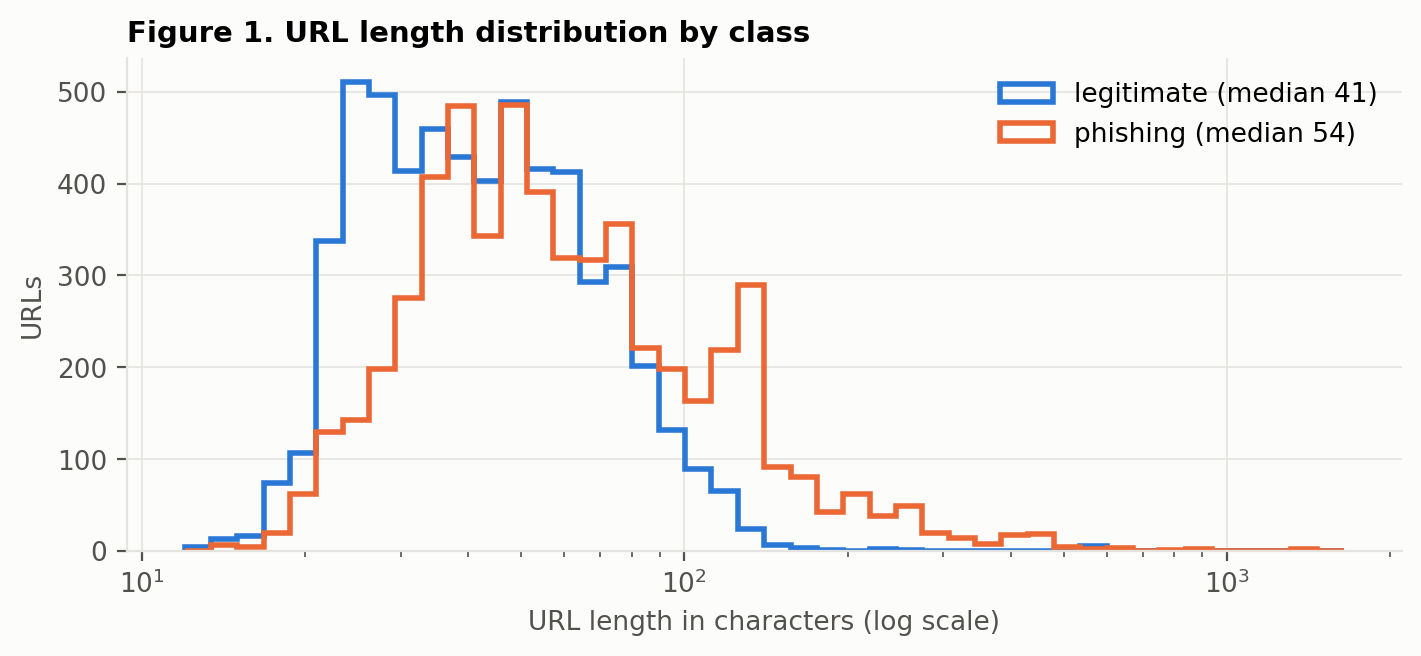 Figure 1. URL length distribution by class
legitimate (median 41)
phishing (median 54)
URLs
500
400
300
200
100
0
10¹ 10² 10³
URL length in characters (log scale)